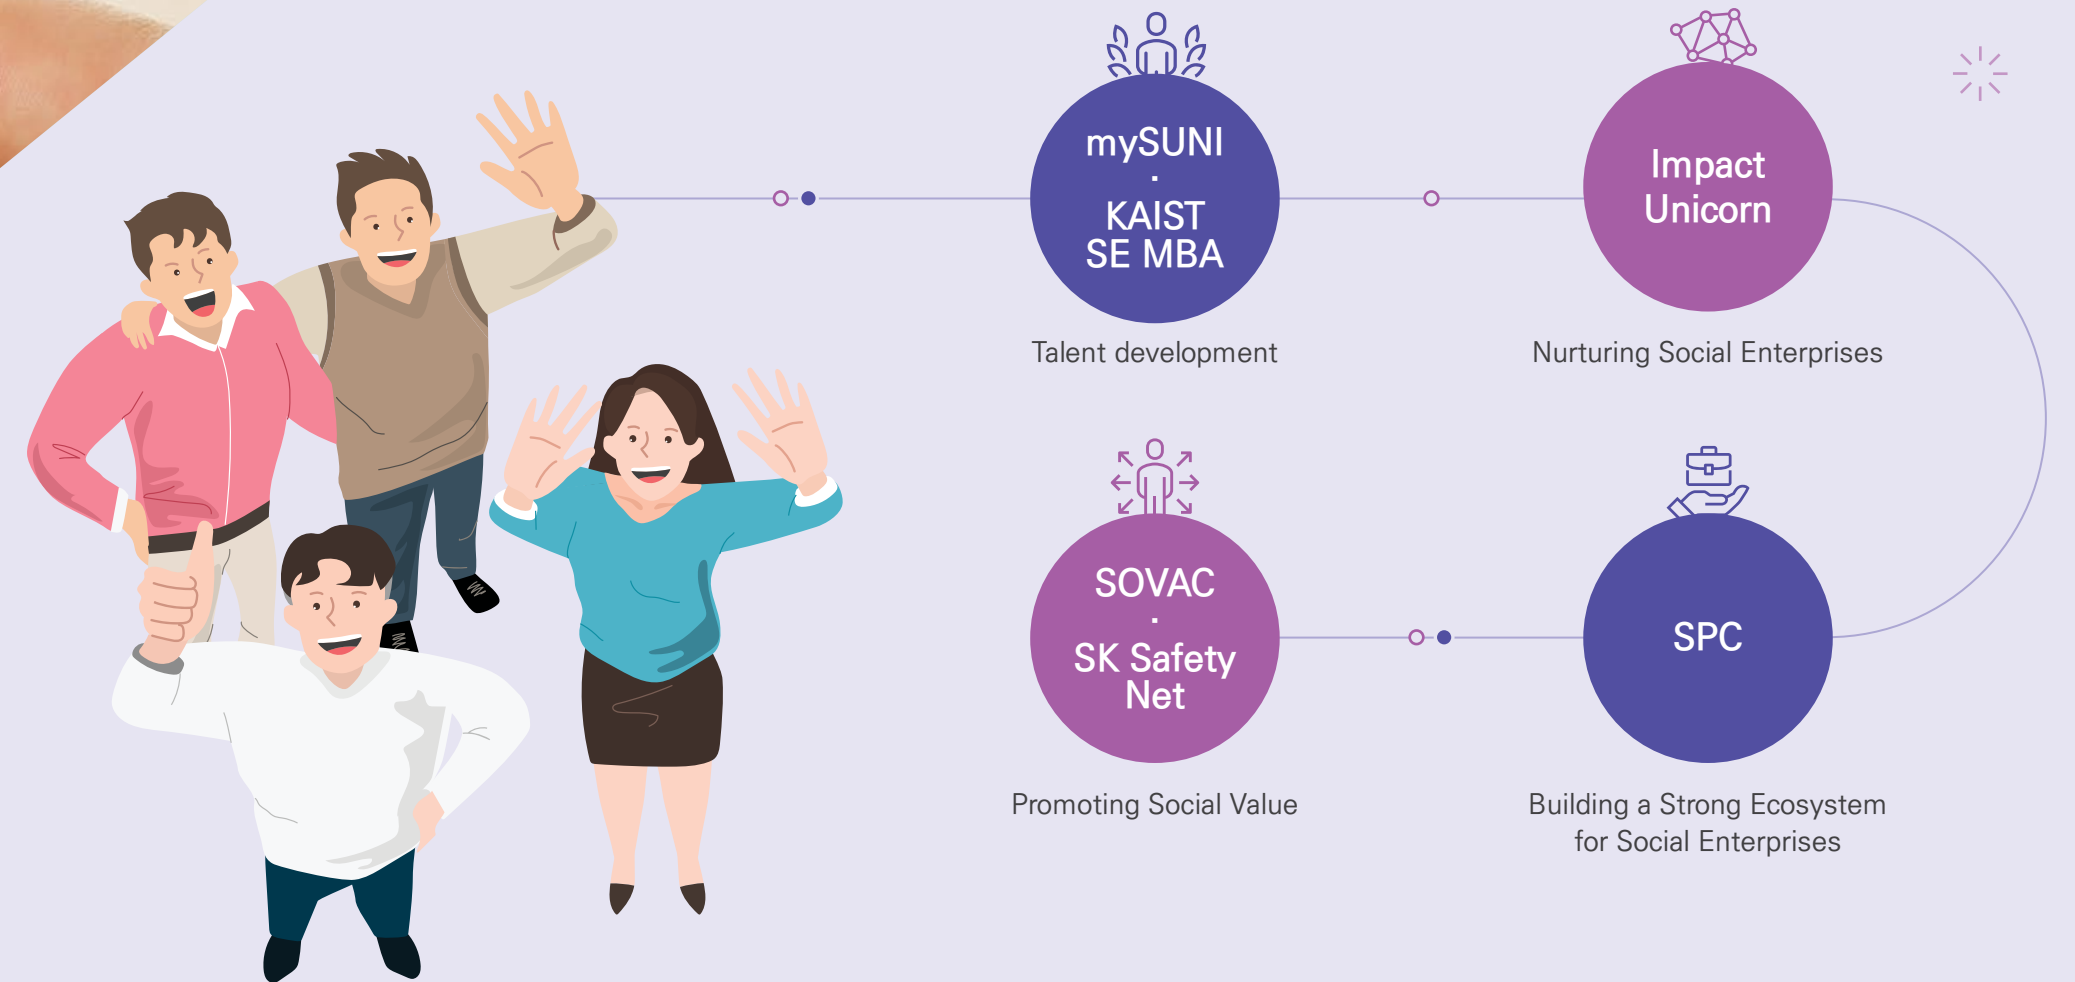 mySUNI
·
KAIST
SE MBA
Talent development
Impact
Unicorn
Nurturing Social Enterprises
SOVAC
·
SK Safety
Net
Promoting Social Value
SPC
Building a Strong Ecosystem
for Social Enterprises